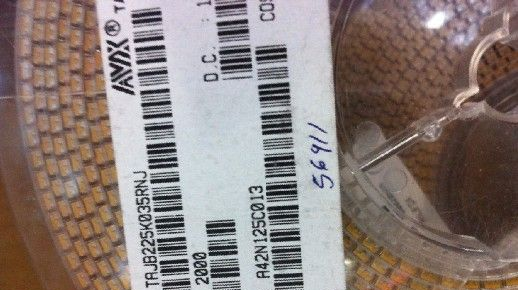 AVX®
TAJB225K035RNJ
D.C. :
2000
A42N125C013
56911